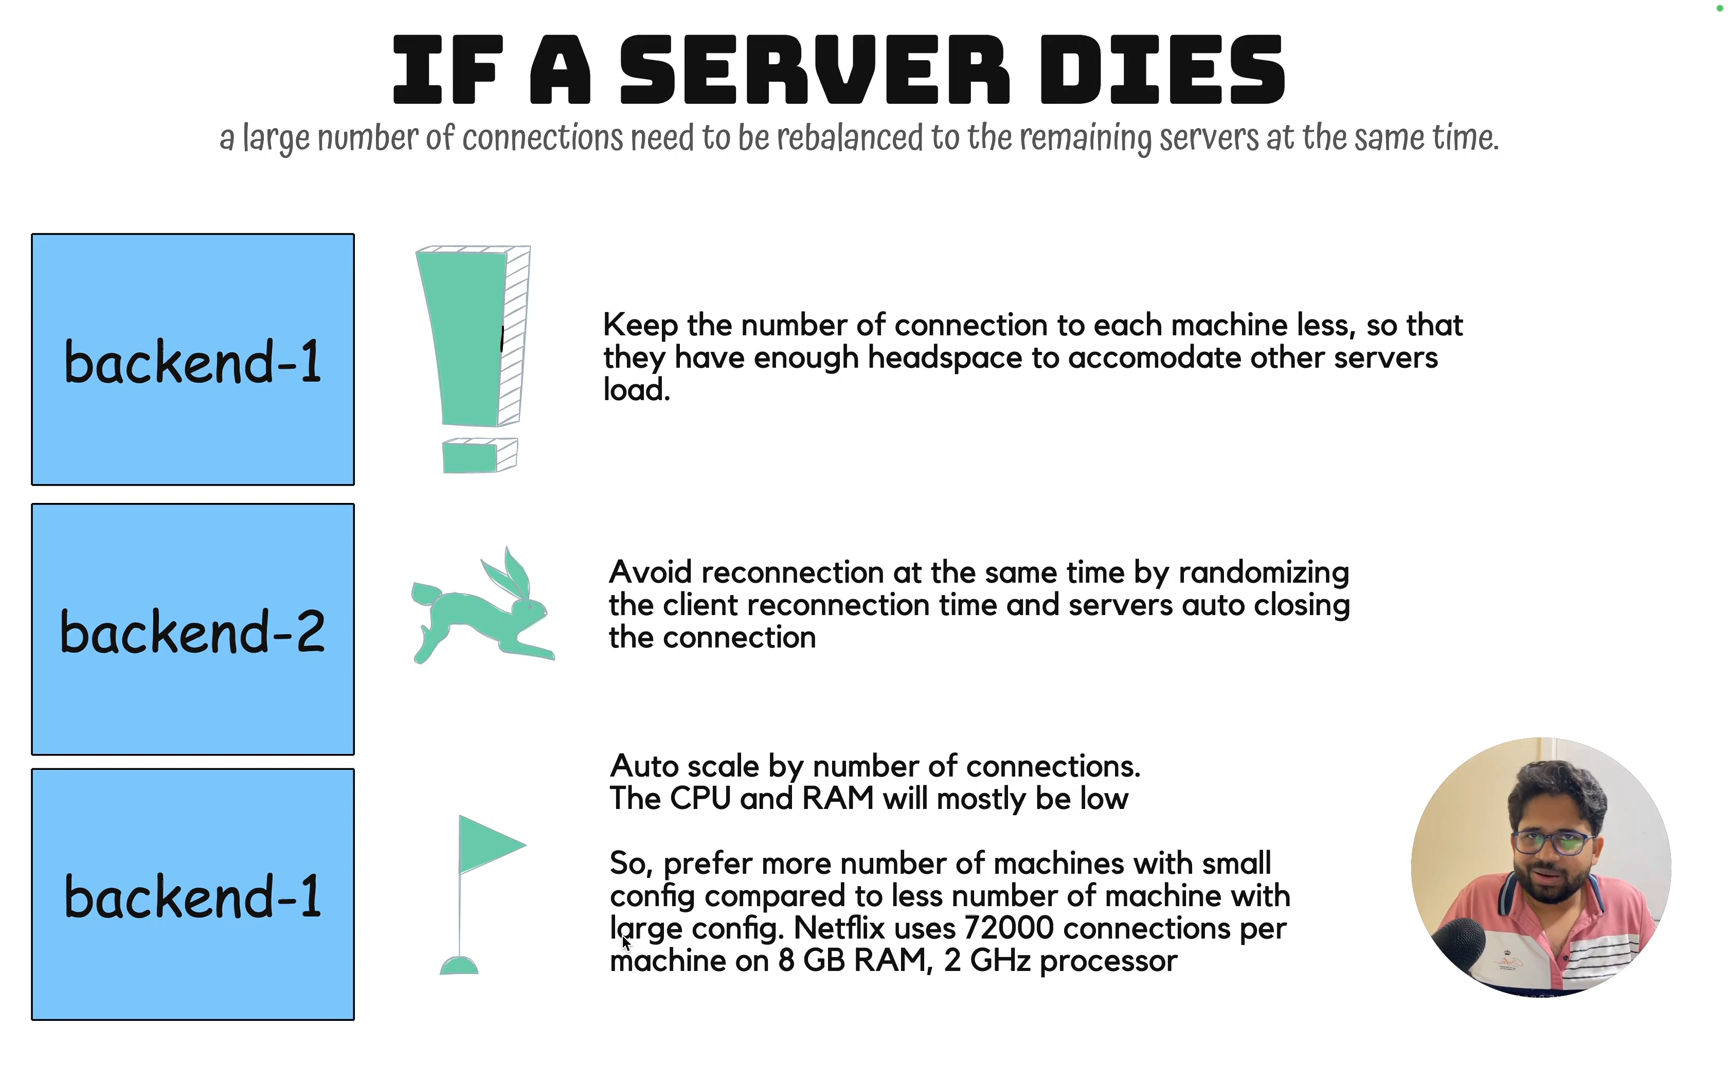 IF A SERVER DIES
a large number of connections need to be rebalanced to the remaining servers at the same time.
backend-1
Keep the number of connection to each machine less, so that
they have enough headspace to accomodate other servers
load.
backend-2
Avoid reconnection at the same time by randomizing
the client reconnection time and servers auto closing
the connection
backend-1
Auto scale by number of connections.
The CPU and RAM will mostly be low
So, prefer more number of machines with small
config compared to less number of machine with
large config. Netflix uses 72000 connections per
machine on 8 GB RAM, 2 GHz processor